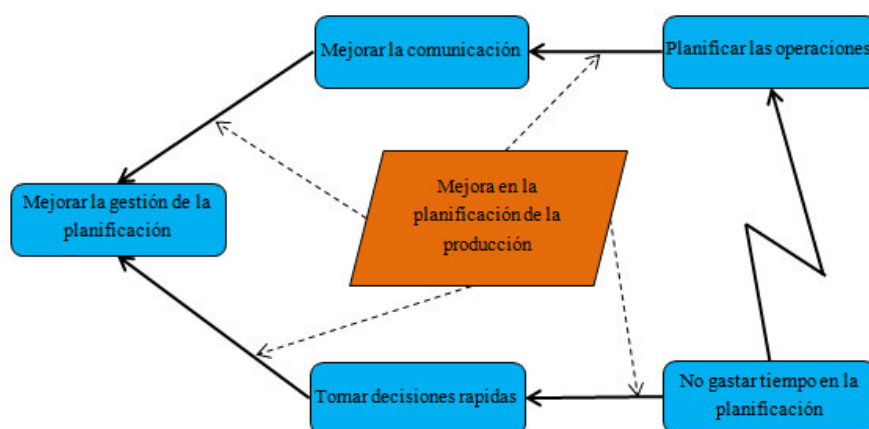 Mejorar la comunicación
Planificar las operaciones
Mejora en la
planificación de la
producción
Mejorar la gestión de la
planificación
Tomar decisiones rapidas
No gastar tiempo en la
planificación